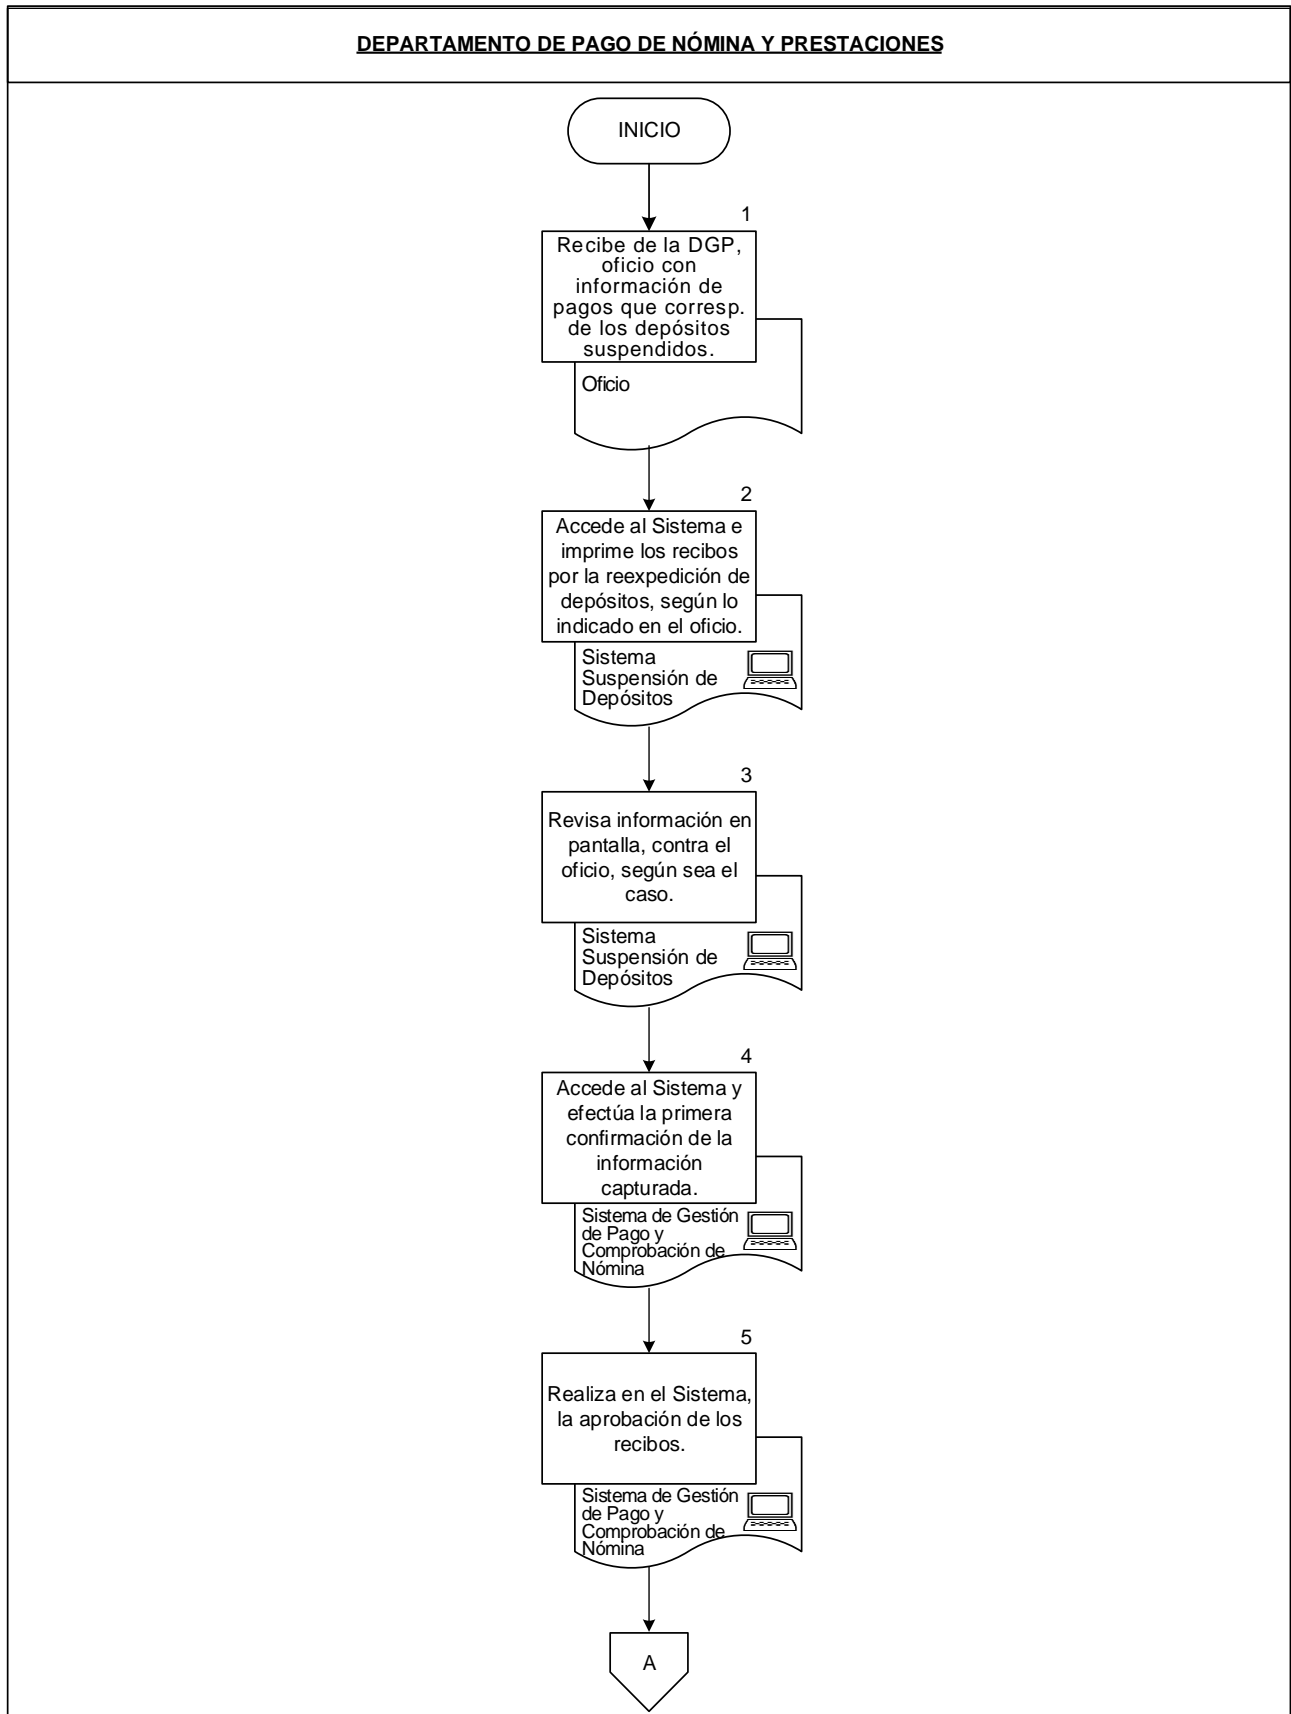 DEPARTAMENTO DE PAGO DE NÓMINA Y PRESTACIONES
INICIO
1
Recibe de la DGP,
oficio con
información de
pagos que corresp.
de los depósitos
suspendidos.
Oficio
2
Accede al Sistema e
imprime los recibos
por la reexpedición de
depósitos, según lo
indicado en el oficio.
Sistema
Suspensión de
Depósitos
3
Revisa información en
pantalla, contra el
oficio, según sea el
caso.
Sistema
Suspensión de
Depósitos
4
Accede al Sistema y
efectúa la primera
confirmación de la
información
capturada.
Sistema de Gestión
de Pago y
Comprobación de
Nómina
5
Realiza en el Sistema,
la aprobación de los
recibos.
Sistema de Gestión
de Pago y
Comprobación de
Nómina
A